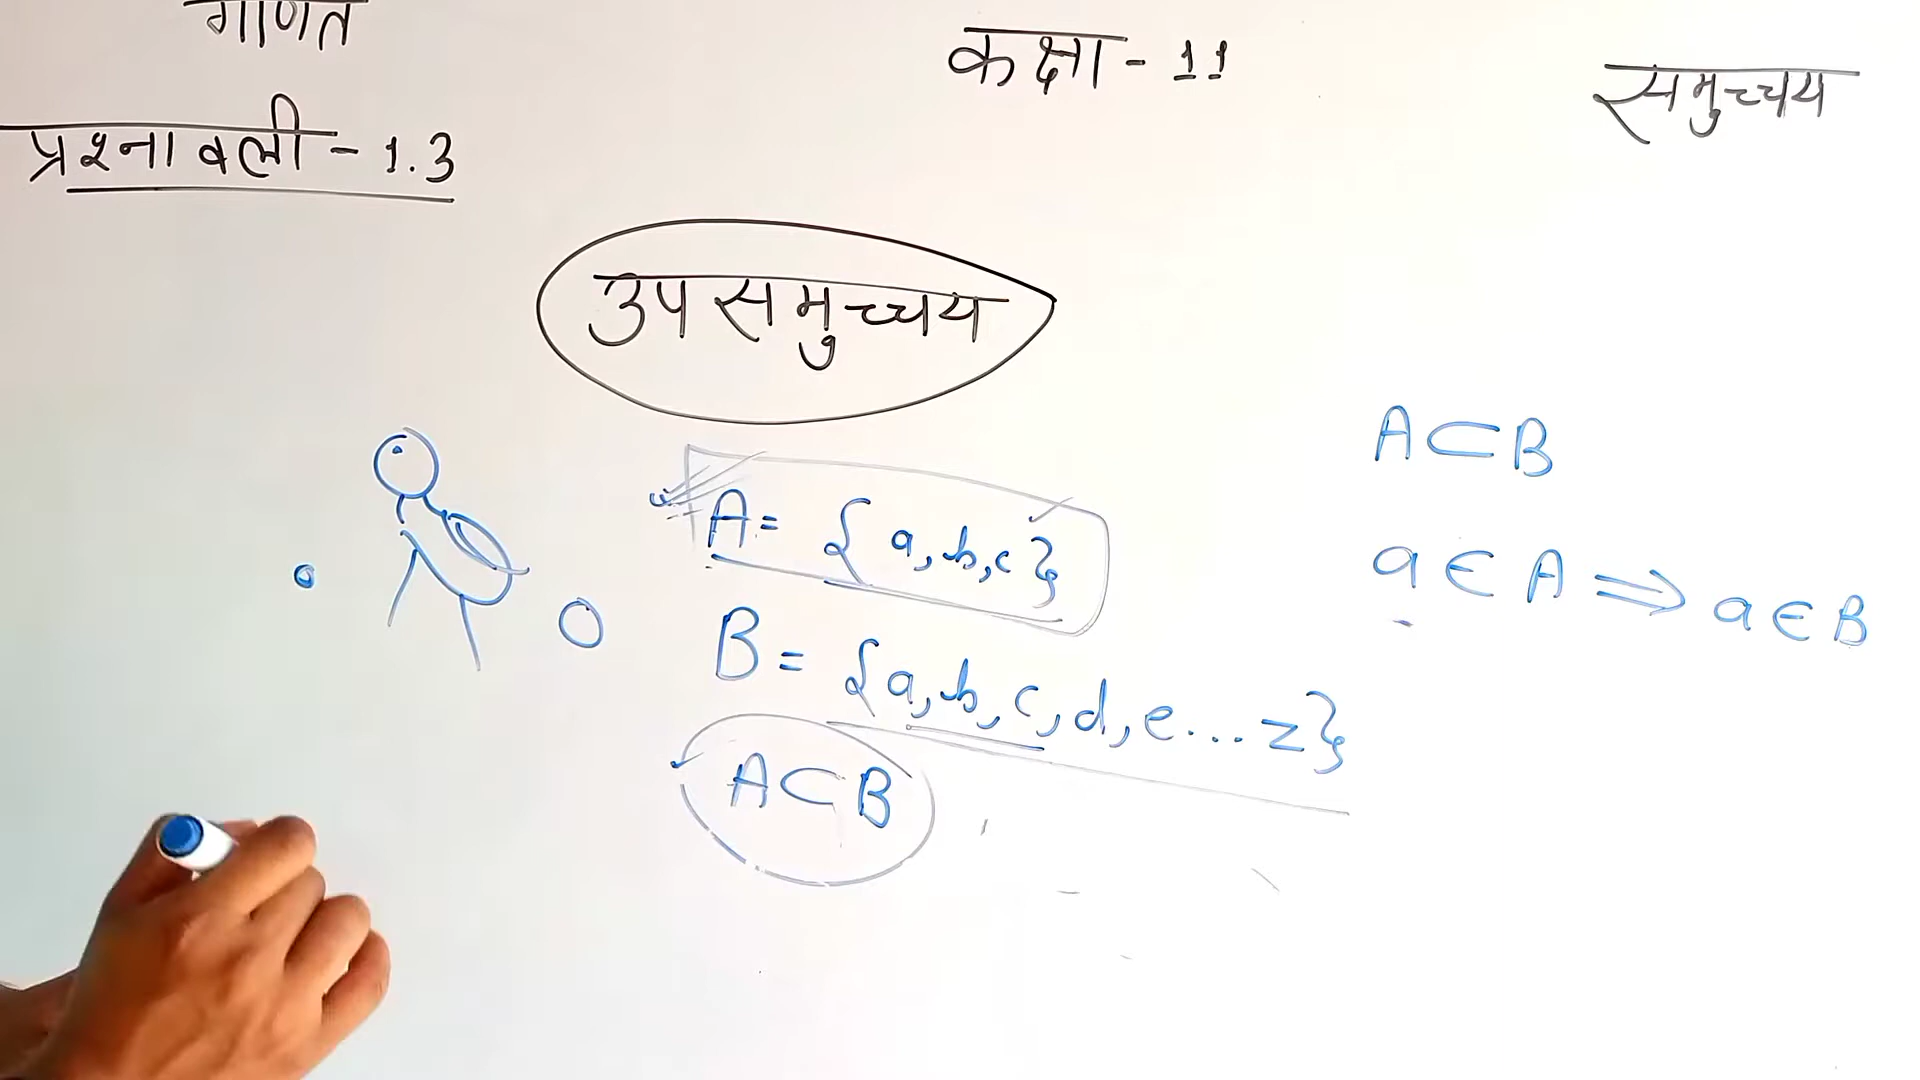 गणित
कक्षा - 11
समुच्चय
प्रश्नावली - 1.3
उपसमुच्चय
A = { a, b, c }
B = { a, b, c, d, e ... z }
A ⊂ B
A ⊂ B
a ∈ A ⟹ a ∈ B